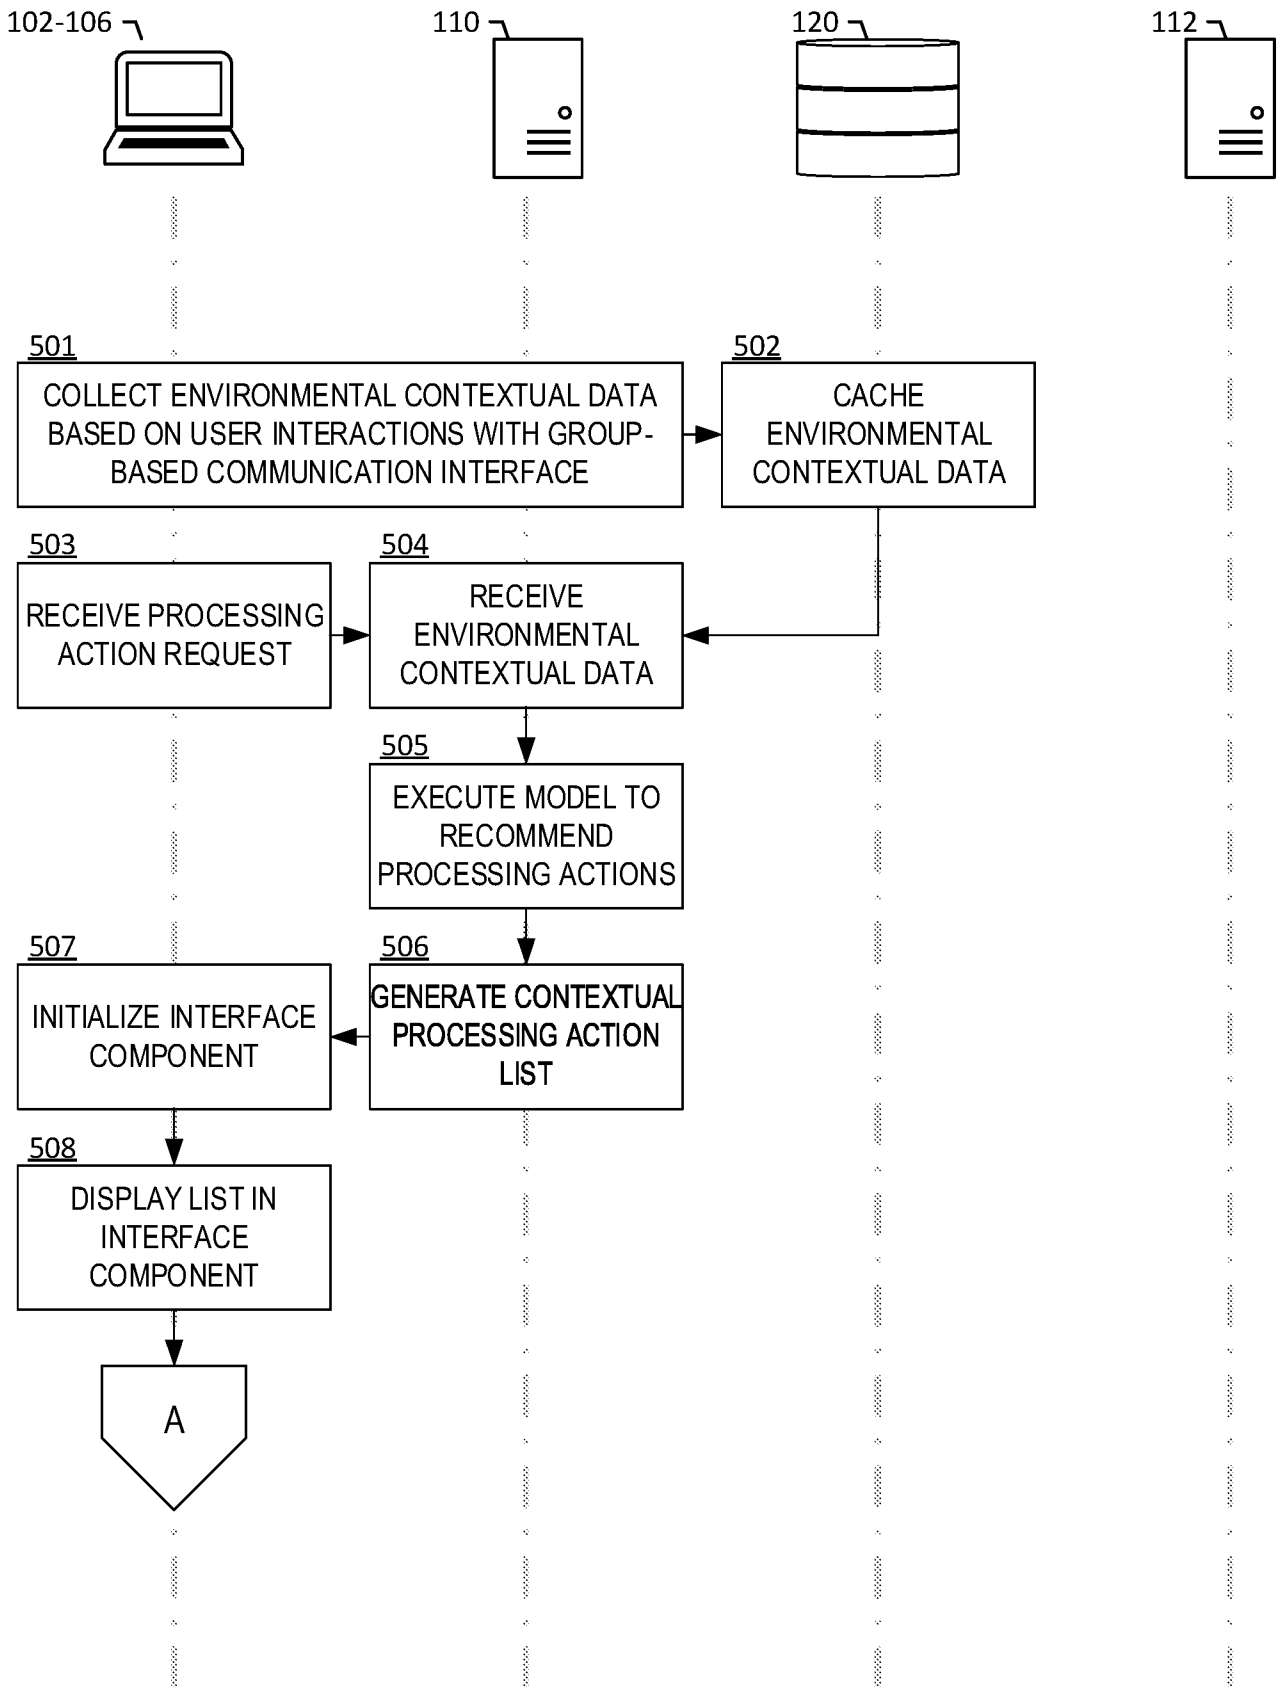 102-106
110
120
112
501
COLLECT ENVIRONMENTAL CONTEXTUAL DATA
BASED ON USER INTERACTIONS WITH GROUP-
BASED COMMUNICATION INTERFACE
502
CACHE
ENVIRONMENTAL
CONTEXTUAL DATA
503
RECEIVE PROCESSING
ACTION REQUEST
504
RECEIVE
ENVIRONMENTAL
CONTEXTUAL DATA
505
EXECUTE MODEL TO
RECOMMEND
PROCESSING ACTIONS
507
INITIALIZE INTERFACE
COMPONENT
506
GENERATE CONTEXTUAL
PROCESSING ACTION
LIST
508
DISPLAY LIST IN
INTERFACE
COMPONENT
A